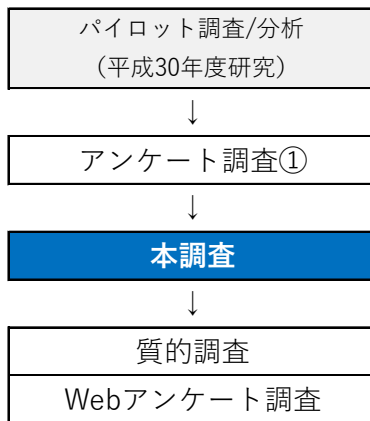 パイロット調査/分析
（平成30年度研究）
↓
アンケート調査①
↓
本調査
↓
質的調査
Webアンケート調査